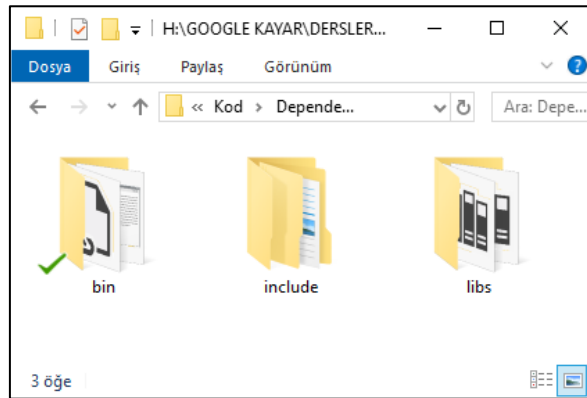 H:\GOOGLE KAYAR\DERSLER...
Dosya Giriş Paylaş Görünüm
« Kod > Depende... Ara: Depe...
bin include libs
3 öğe